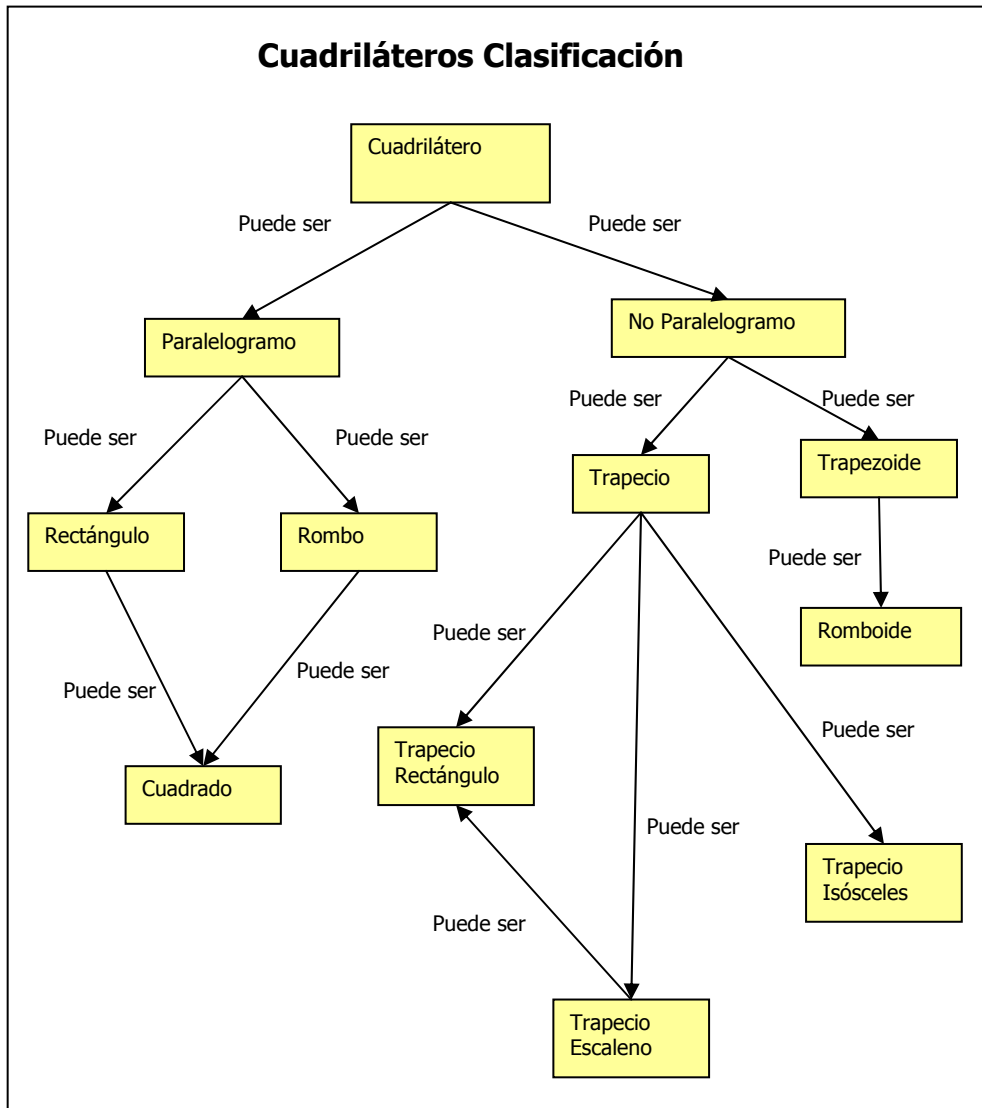 Cuadriláteros Clasificación
Cuadrilátero
Puede ser
Puede ser
Paralelogramo
No Paralelogramo
Puede ser
Puede ser
Puede ser
Puede ser
Rectángulo
Rombo
Trapecio
Trapezoide
Puede ser
Romboide
Puede ser
Puede ser
Puede ser
Puede ser
Cuadrado
Trapecio
Rectángulo
Puede ser
Trapecio
Isósceles
Puede ser
Trapecio
Escaleno